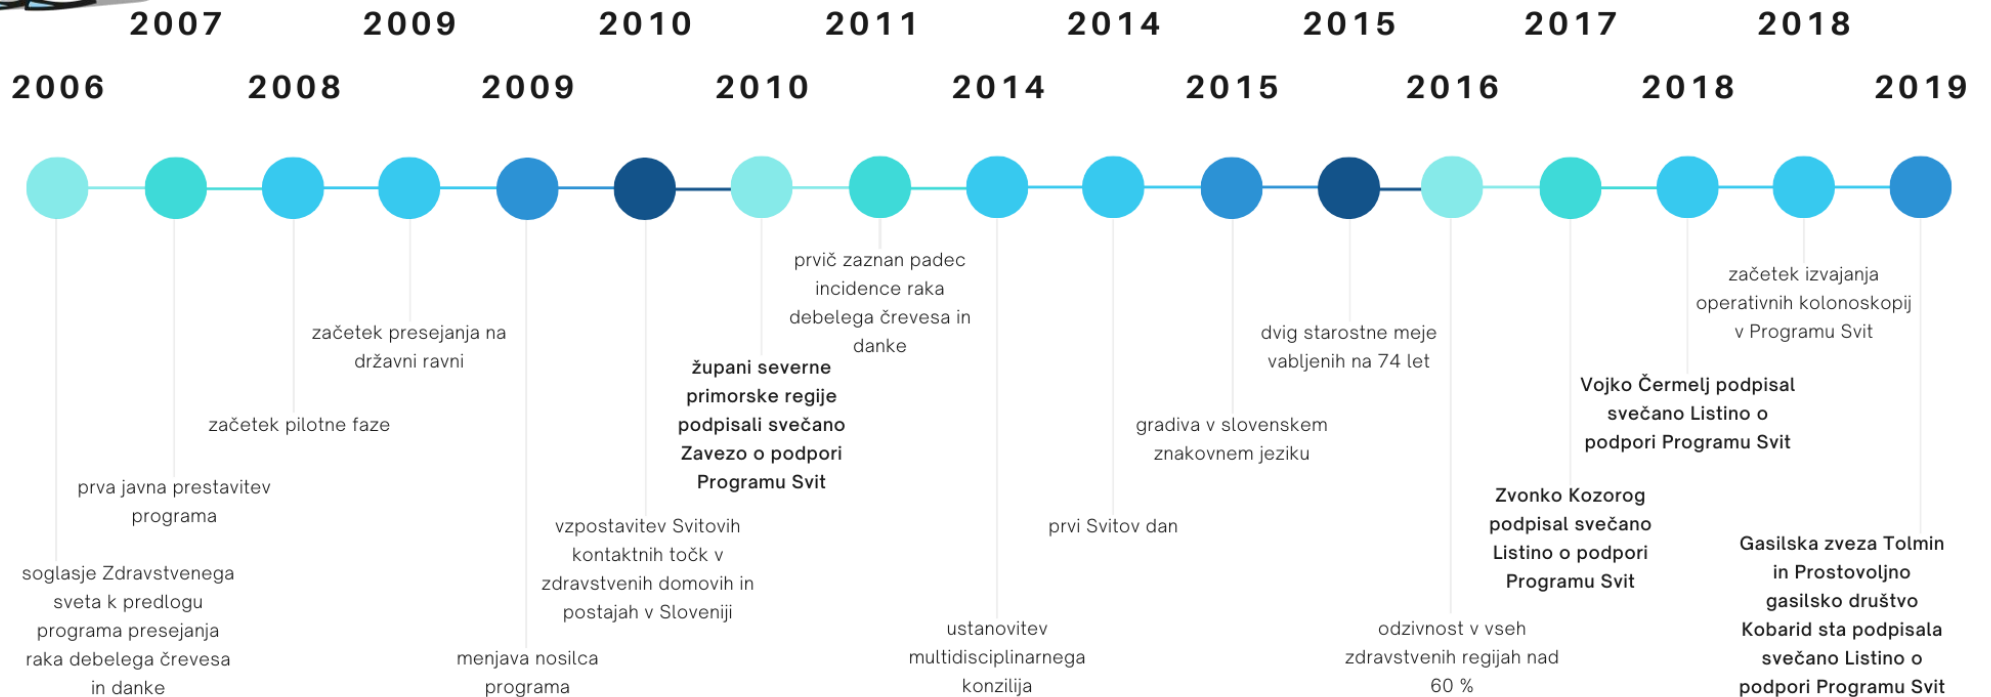 2007
2009
2010
2011
2014
2015
2017
2018
2006
2008
2009
2010
2014
2015
2016
2018
2019
soglasje Zdravstvenega
sveta k predlogu
programa presejanja
raka debelega črevesa
in danke
prva javna prestavitev
programa
začetek pilotne faze
začetek presejanja na
državni ravni
menjava nosilca
programa
vzpostavitev Svitovih
kontaktnih točk v
zdravstvenih domovih in
postajah v Sloveniji
župani severne
primorske regije
podpisali svečano
Zavezo o podpori
Programu Svit
prvič zaznan padec
incidence raka
debelega črevesa in
danke
ustanovitev
multidisciplinarnega
konzilija
prvi Svitov dan
gradiva v slovenskem
znakovnem jeziku
dvig starostne meje
vabljenih na 74 let
odzivnost v vseh
zdravstvenih regijah nad
60 %
Zvonko Kozorog
podpisal svečano
Listino o podpori
Programu Svit
Vojko Čermelj podpisal
svečano Listino o
podpori Programu Svit
začetek izvajanja
operativnih kolonoskopij
v Programu Svit
Gasilska zveza Tolmin
in Prostovoljno
gasilsko društvo
Kobarid sta podpisala
svečano Listino o
podpori Programu Svit